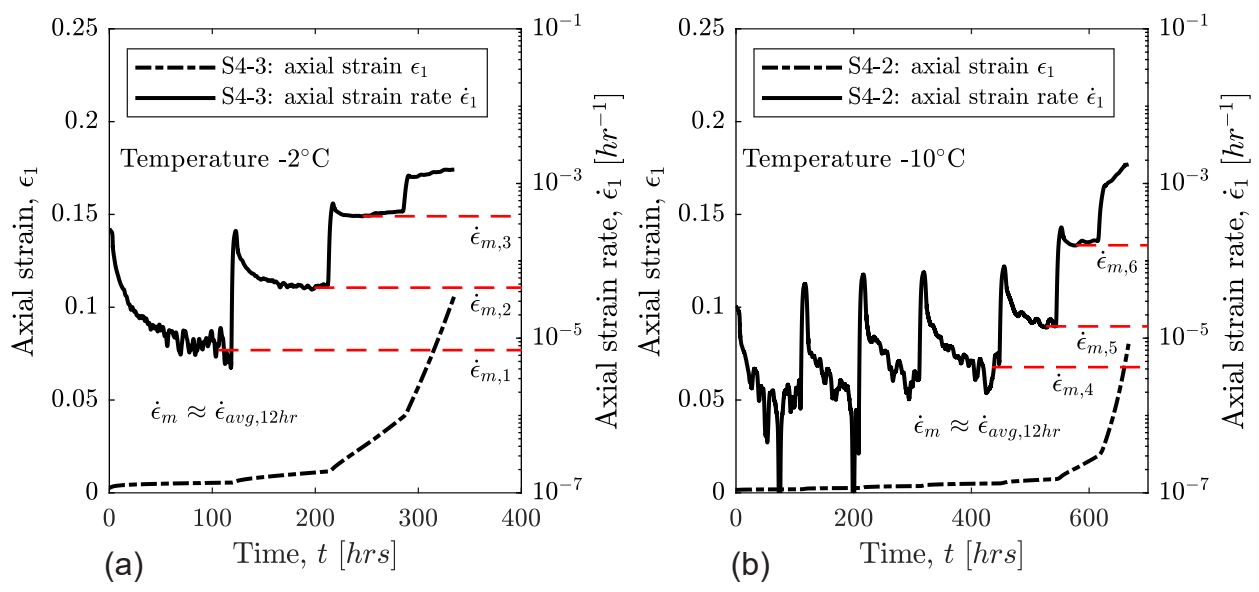 0.25
0.2
0.15
0.1
0.05
0
Axial strain, ϵ₁
S4-3: axial strain ϵ₁
S4-3: axial strain rate ϵ̇₁
Temperature -2°C
ϵ̇m,3
ϵ̇m,2
ϵ̇m,1
ϵ̇m ≈ ϵ̇avg,12hr
10⁻¹
10⁻³
10⁻⁵
10⁻⁷
Axial strain rate, ϵ̇₁ [hr⁻¹]
0 100 200 300 400
Time, t [hrs]
(a)
0.25
0.2
0.15
0.1
0.05
0
Axial strain, ϵ₁
S4-2: axial strain ϵ₁
S4-2: axial strain rate ϵ̇₁
Temperature -10°C
ϵ̇m,6
ϵ̇m,5
ϵ̇m,4
ϵ̇m ≈ ϵ̇avg,12hr
10⁻¹
10⁻³
10⁻⁵
10⁻⁷
Axial strain rate, ϵ̇₁ [hr⁻¹]
0 200 400 600
Time, t [hrs]
(b)